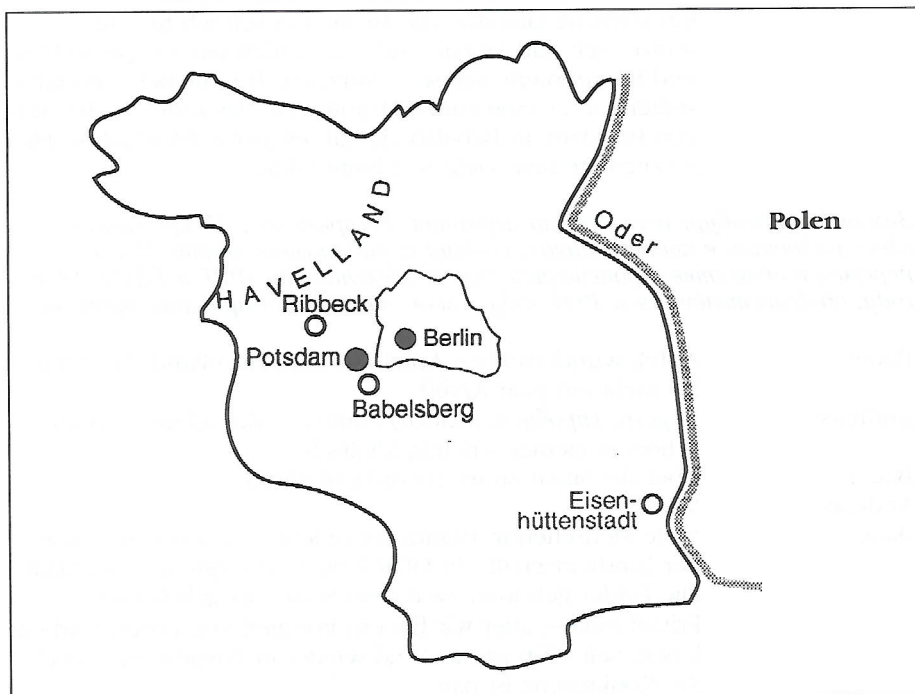 HAVELLAND
Oder
Polen
Ribbeck
Berlin
Potsdam
Babelsberg
Eisen-
hüttenstadt